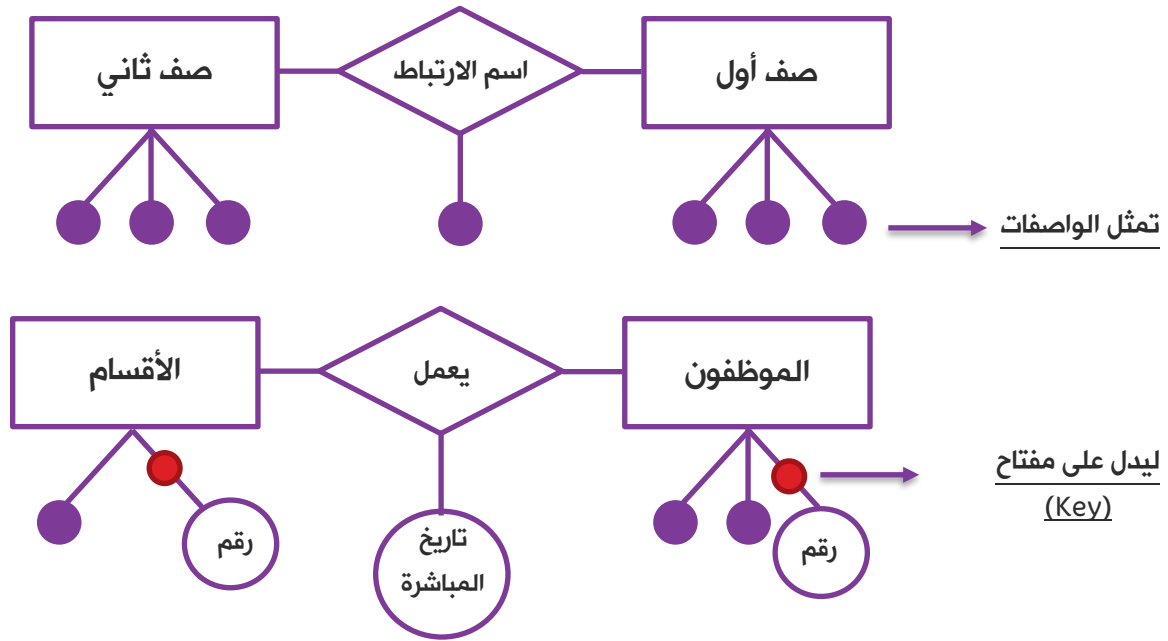 صف أول
اسم الارتباط
صف ثاني
تمثل الواصفات
الموظفون
يعمل
الأقسام
ليدل على مفتاح
(Key)
رقم
تاريخ
المباشرة
رقم